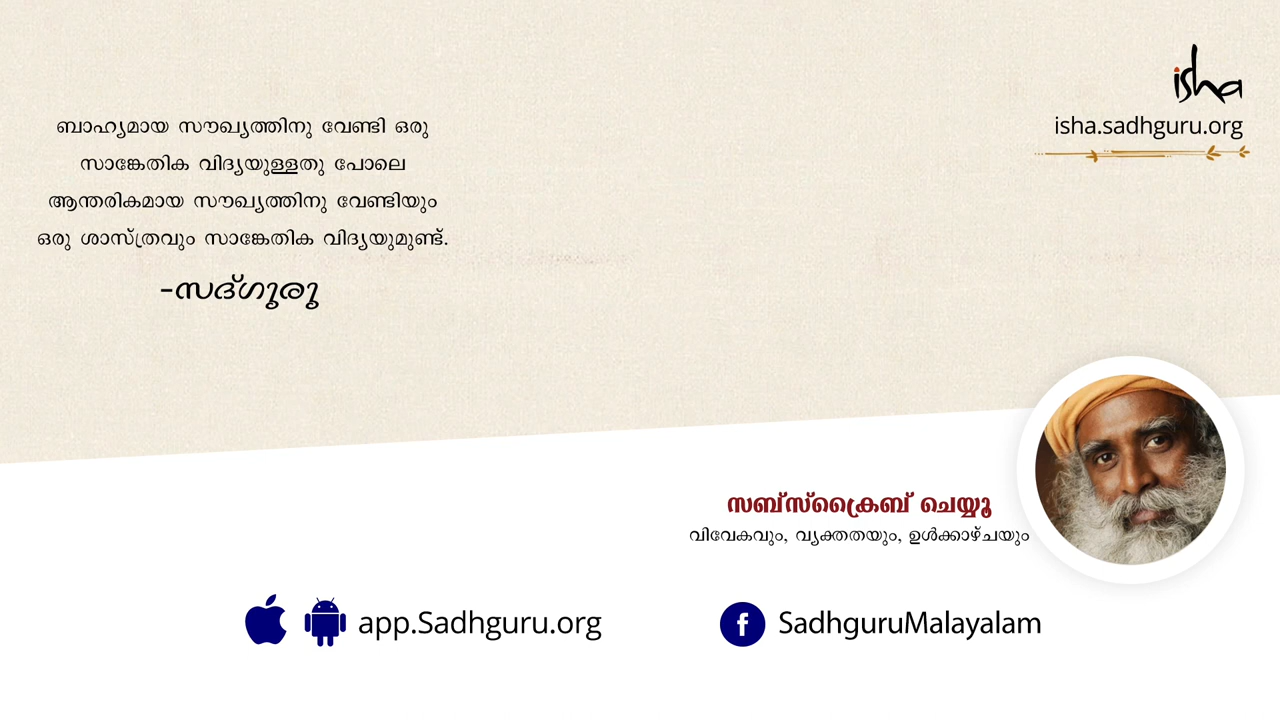 isha
isha.sadhguru.org
ബാഹ്യമായ സൗഖ്യത്തിനു വേണ്ടി ഒരു
സാങ്കേതിക വിദ്യയുള്ളതു പോലെ
ആന്തരികമായ സൗഖ്യത്തിനു വേണ്ടിയും
ഒരു ശാസ്ത്രവും സാങ്കേതിക വിദ്യയുമുണ്ട്.
-സദ്ഗുരു
സബ്സ്ക്രൈബ് ചെയ്യൂ
വിവേകവും, വ്യക്തതയും, ഉൾക്കാഴ്ചയും
app.Sadhguru.org
SadhguruMalayalam